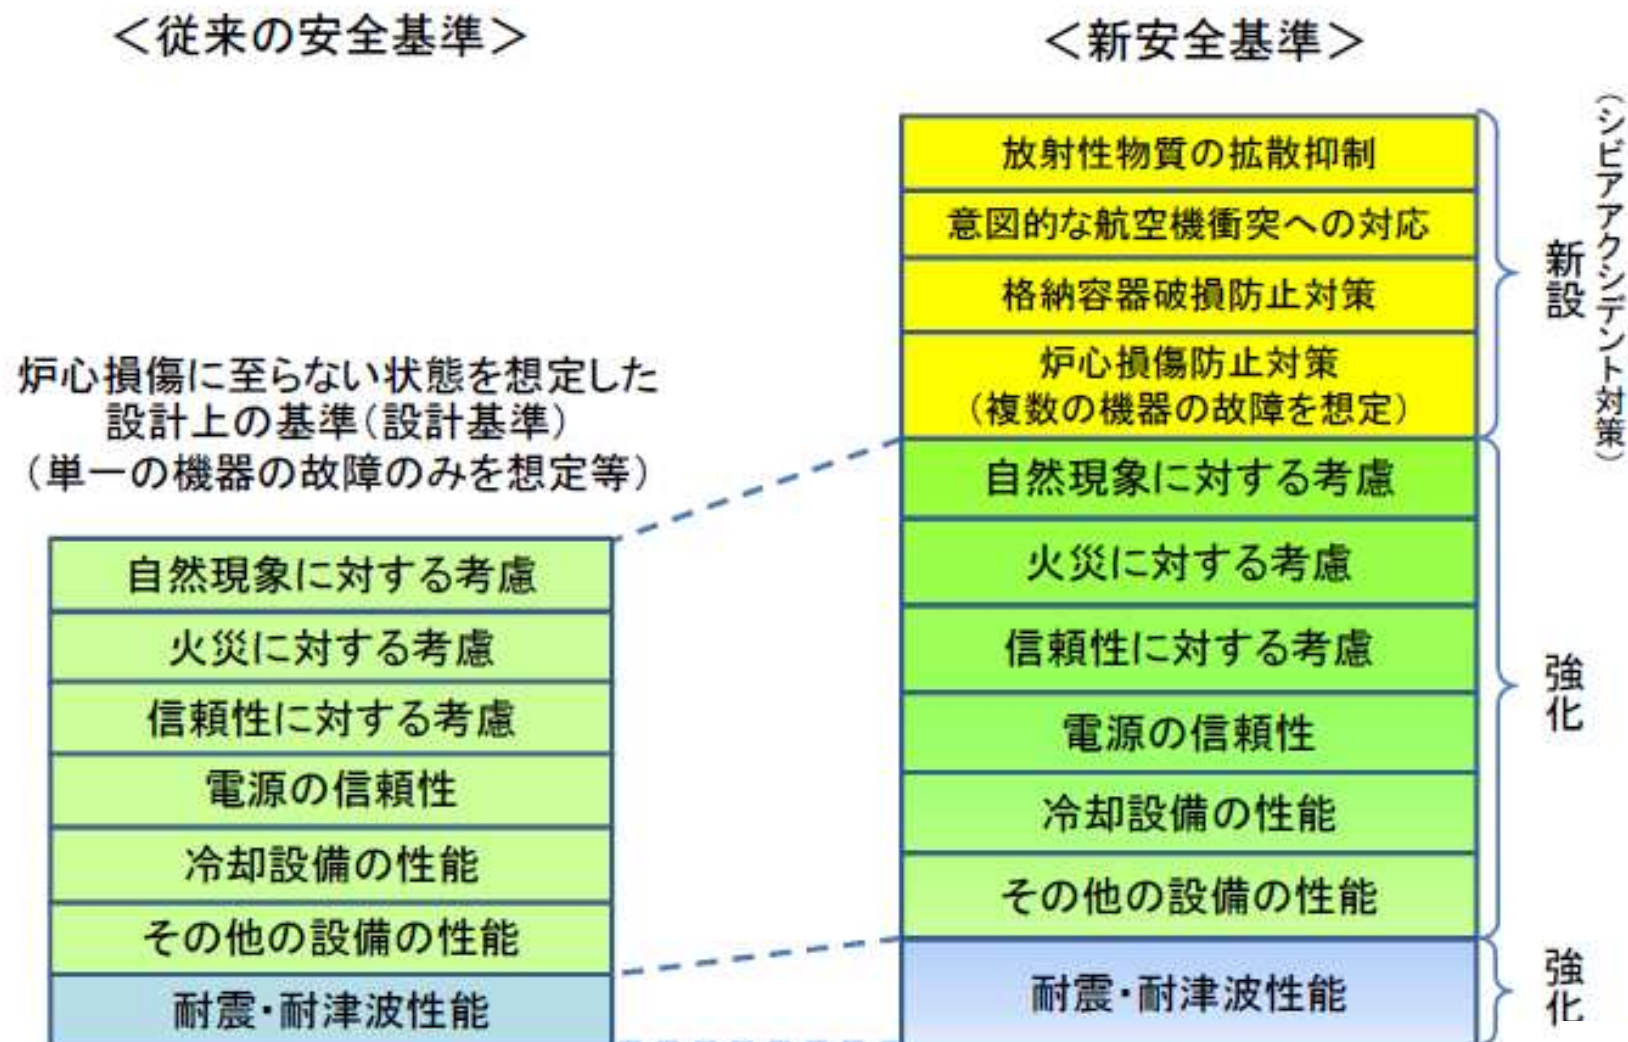 <従来の安全基準>
炉心損傷に至らない状態を想定した
設計上の基準(設計基準)
(単一の機器の故障のみを想定等)
自然現象に対する考慮
火災に対する考慮
信頼性に対する考慮
電源の信頼性
冷却設備の性能
その他の設備の性能
耐震・耐津波性能
<新安全基準>
放射性物質の拡散抑制
意図的な航空機衝突への対応
格納容器破損防止対策
炉心損傷防止対策
(複数の機器の故障を想定)
自然現象に対する考慮
火災に対する考慮
信頼性に対する考慮
電源の信頼性
冷却設備の性能
その他の設備の性能
耐震・耐津波性能
(シビアアクシデント対策)
新設
強化
強化